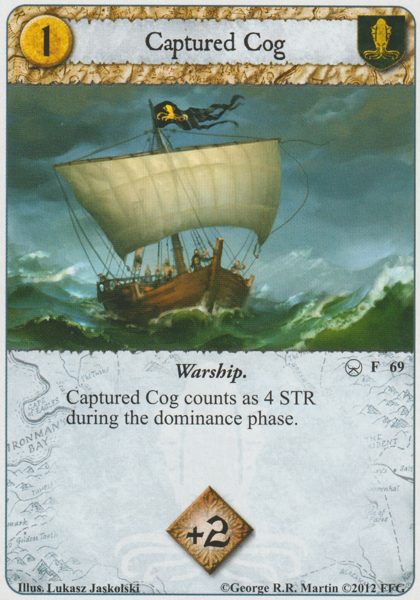 1
Captured Cog
Warship.
F 69
Captured Cog counts as 4 STR
during the dominance phase.
IRONMAN
BAY
+2
Illus. Lukasz Jaskolski
©George R.R. Martin ©2012 FFG